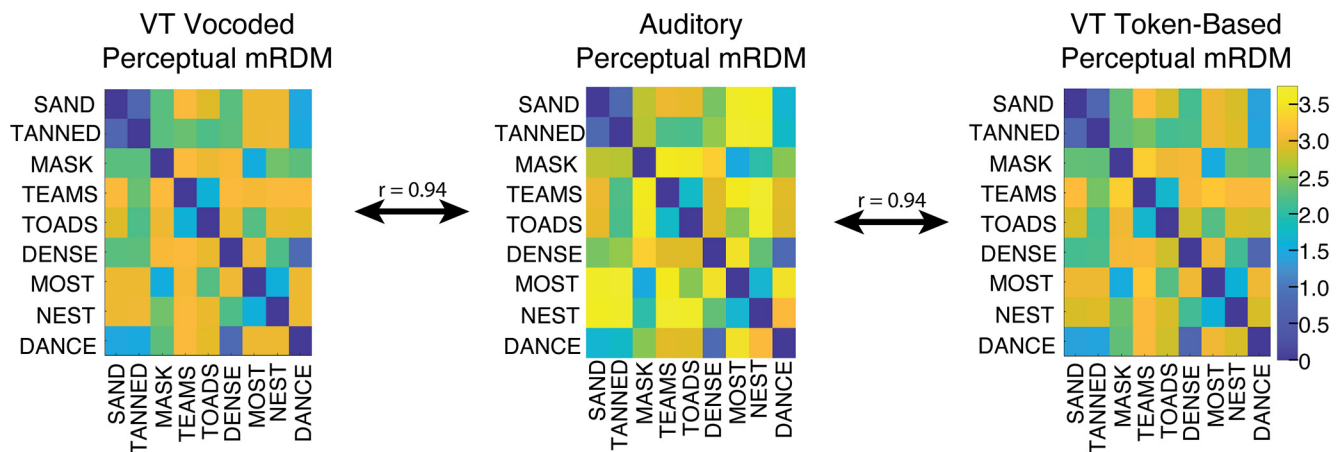 VT Vocoded
Perceptual mRDM
SAND
TANNED
MASK
TEAMS
TOADS
DENSE
MOST
NEST
DANCE
SAND
TANNED
MASK
TEAMS
TOADS
DENSE
MOST
NEST
DANCE
r = 0.94
Auditory
Perceptual mRDM
SAND
TANNED
MASK
TEAMS
TOADS
DENSE
MOST
NEST
DANCE
SAND
TANNED
MASK
TEAMS
TOADS
DENSE
MOST
NEST
DANCE
r = 0.94
VT Token-Based
Perceptual mRDM
SAND
TANNED
MASK
TEAMS
TOADS
DENSE
MOST
NEST
DANCE
SAND
TANNED
MASK
TEAMS
TOADS
DENSE
MOST
NEST
DANCE
3.5
3.0
2.5
2.0
1.5
1.0
0.5
0